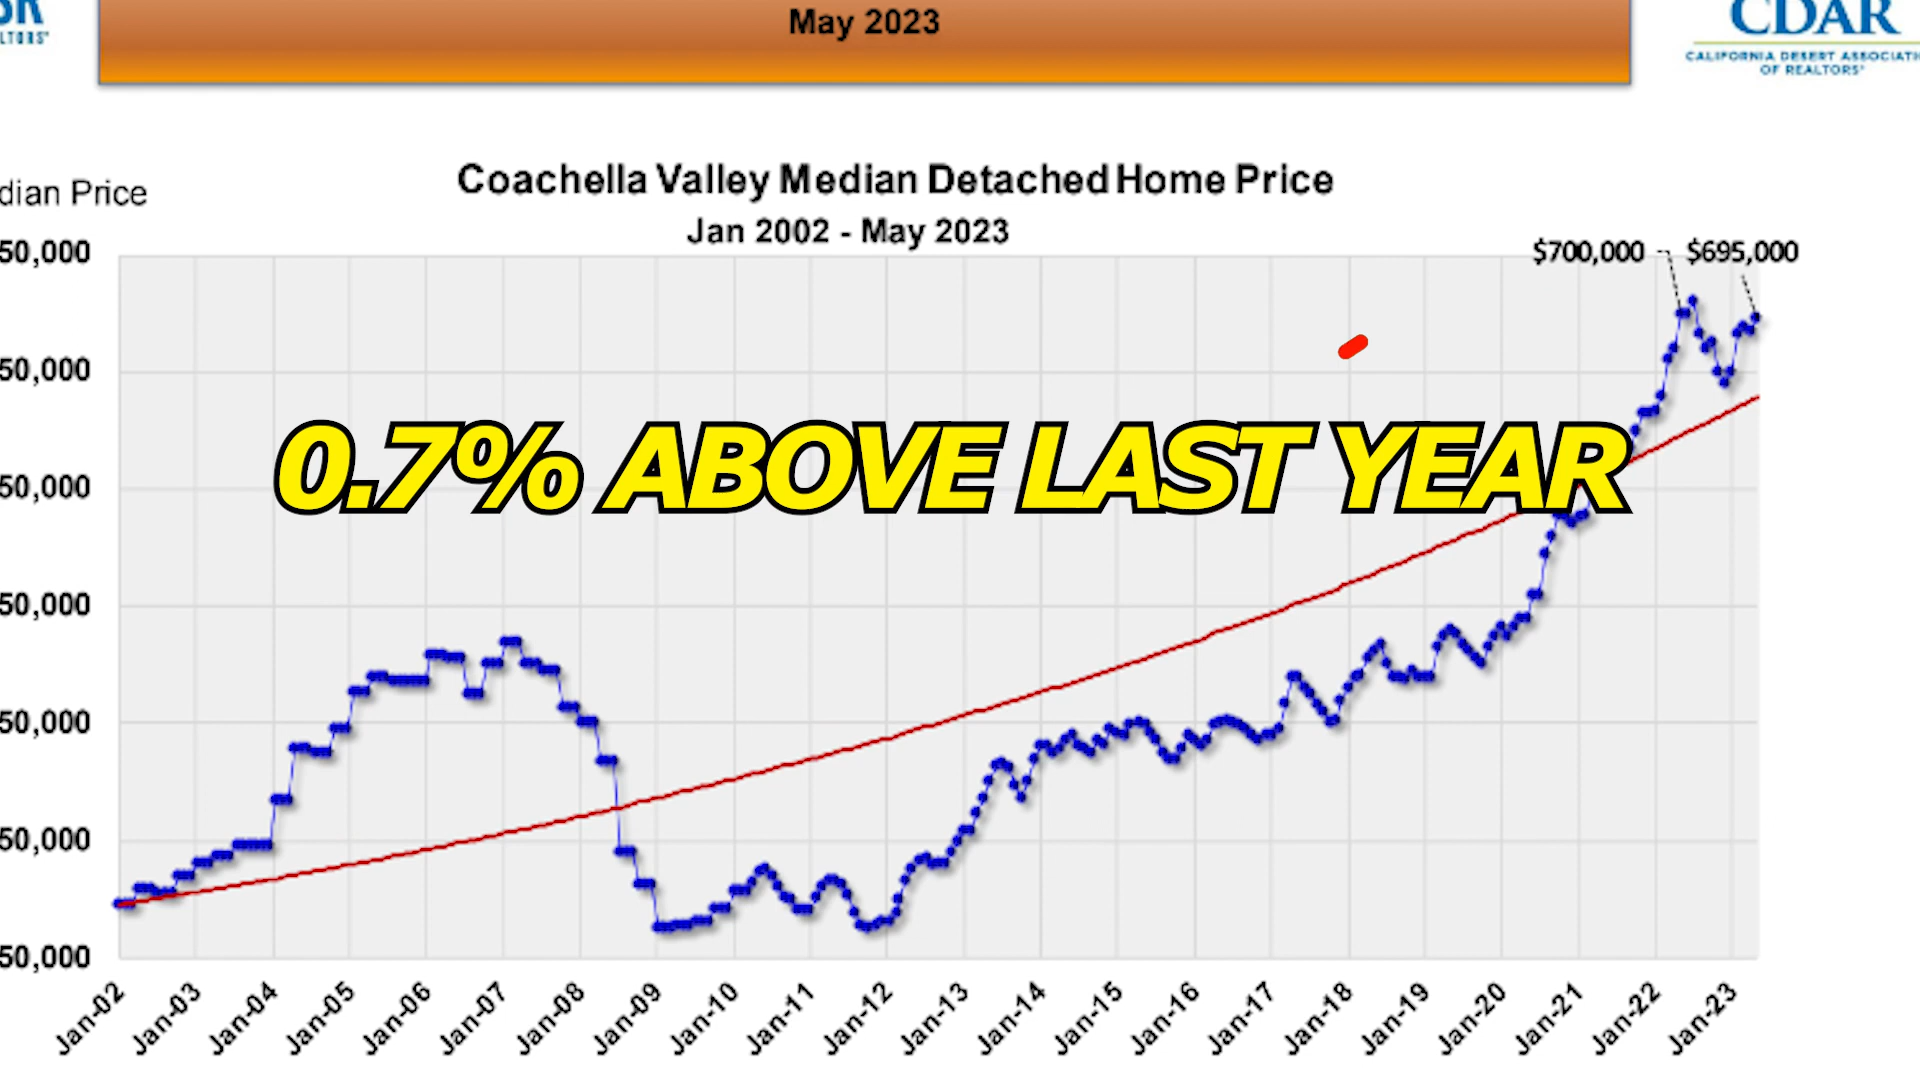 May 2023
CDAR
CALIFORNIA DESERT ASSOCIATI
OF REALTORS®
Coachella Valley Median Detached Home Price
Jan 2002 - May 2023
dian Price
50,000
50,000
50,000
50,000
50,000
50,000
50,000
$700,000
$695,000
0.7% ABOVE LAST YEAR
Jan-02
Jan-03
Jan-04
Jan-05
Jan-06
Jan-07
Jan-08
Jan-09
Jan-10
Jan-11
Jan-12
Jan-13
Jan-14
Jan-15
Jan-16
Jan-17
Jan-18
Jan-19
Jan-20
Jan-21
Jan-22
Jan-23